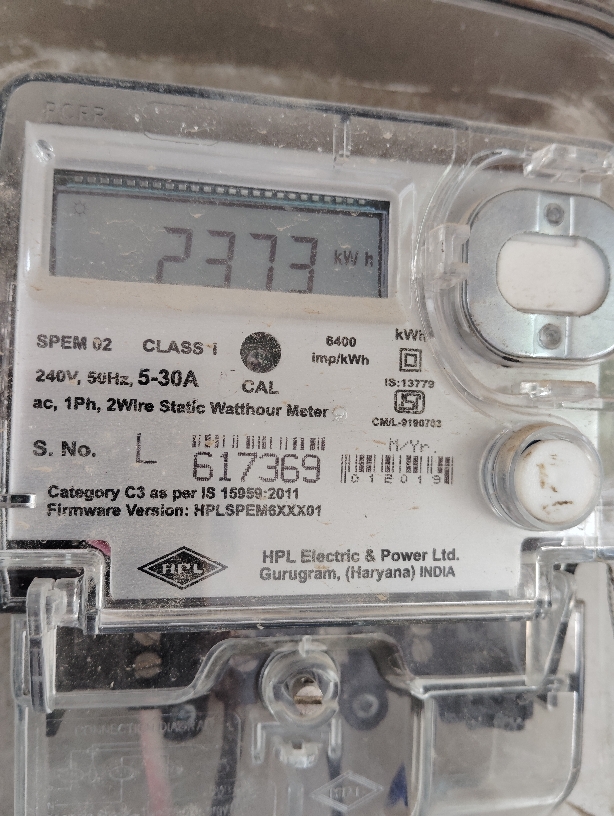 2373 kWh
SPEM 02 CLASS 1 CAL 6400 imp/kWh kWh
240V, 50Hz, 5-30A
IS:13779
ac, 1Ph, 2Wire Static Watthour Meter
CM/L-9190703
S. No. L 617369
M/Yr.
012019
Category C3 as per IS 15959:2011
Firmware Version: HPLSPEM6XXX01
HPL
HPL Electric & Power Ltd.
Gurugram, (Haryana) INDIA